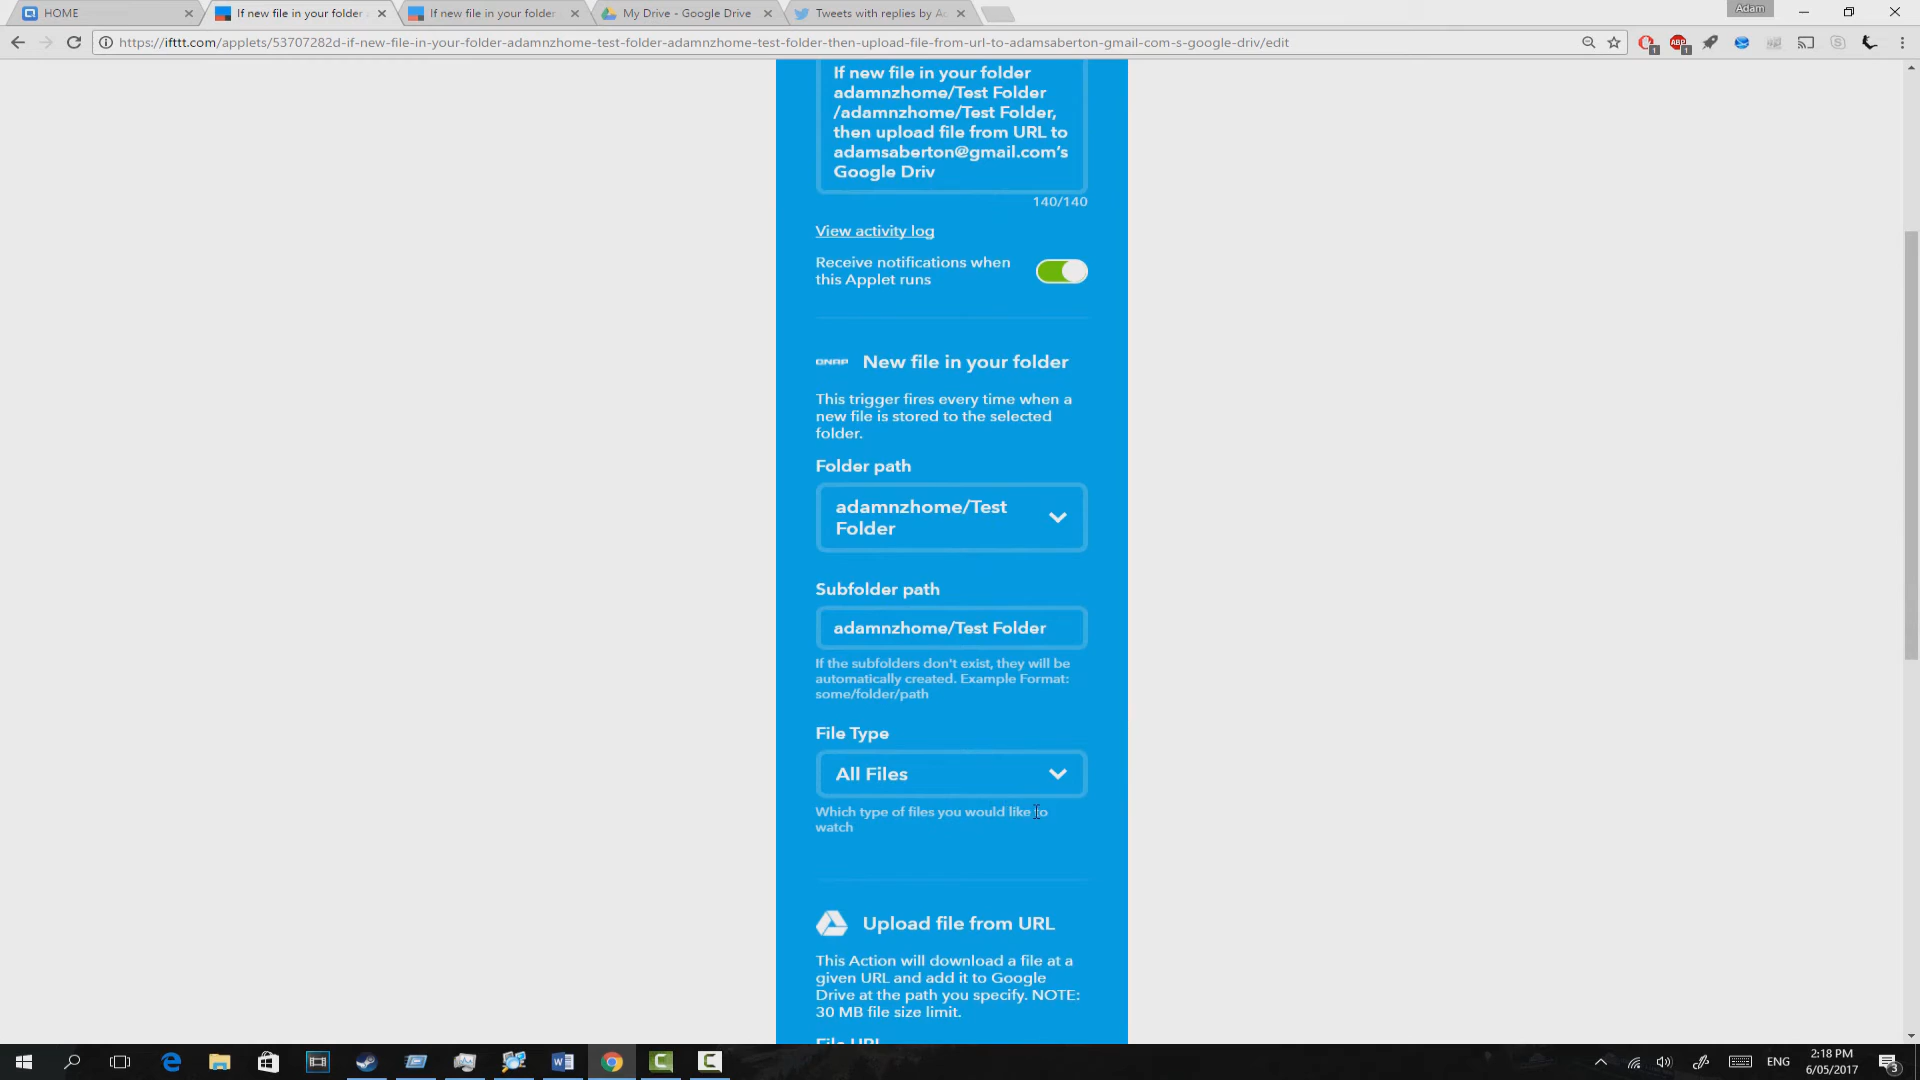 HOME
If new file in your folder
If new file in your folder
My Drive - Google Drive
Tweets with replies by Ad
Adam
https://ifttt.com/applets/53707282d-if-new-file-in-your-folder-adamnzhome-test-folder-adamnzhome-test-folder-then-upload-file-from-url-to-adamsaberton-gmail-com-s-google-driv/edit
If new file in your folder
adamnzhome/Test Folder
/adamnzhome/Test Folder,
then upload file from URL to
adamsaberton@gmail.com's
Google Driv
140/140
View activity log
Receive notifications when
this Applet runs
QNAP New file in your folder
This trigger fires every time when a
new file is stored to the selected
folder.
Folder path
adamnzhome/Test
Folder
Subfolder path
adamnzhome/Test Folder
If the subfolders don't exist, they will be
automatically created. Example Format:
some/folder/path
File Type
All Files
Which type of files you would like to
watch
Upload file from URL
This Action will download a file at a
given URL and add it to Google
Drive at the path you specify. NOTE:
30 MB file size limit.
File URL
ENG
2:18 PM
6/05/2017
3